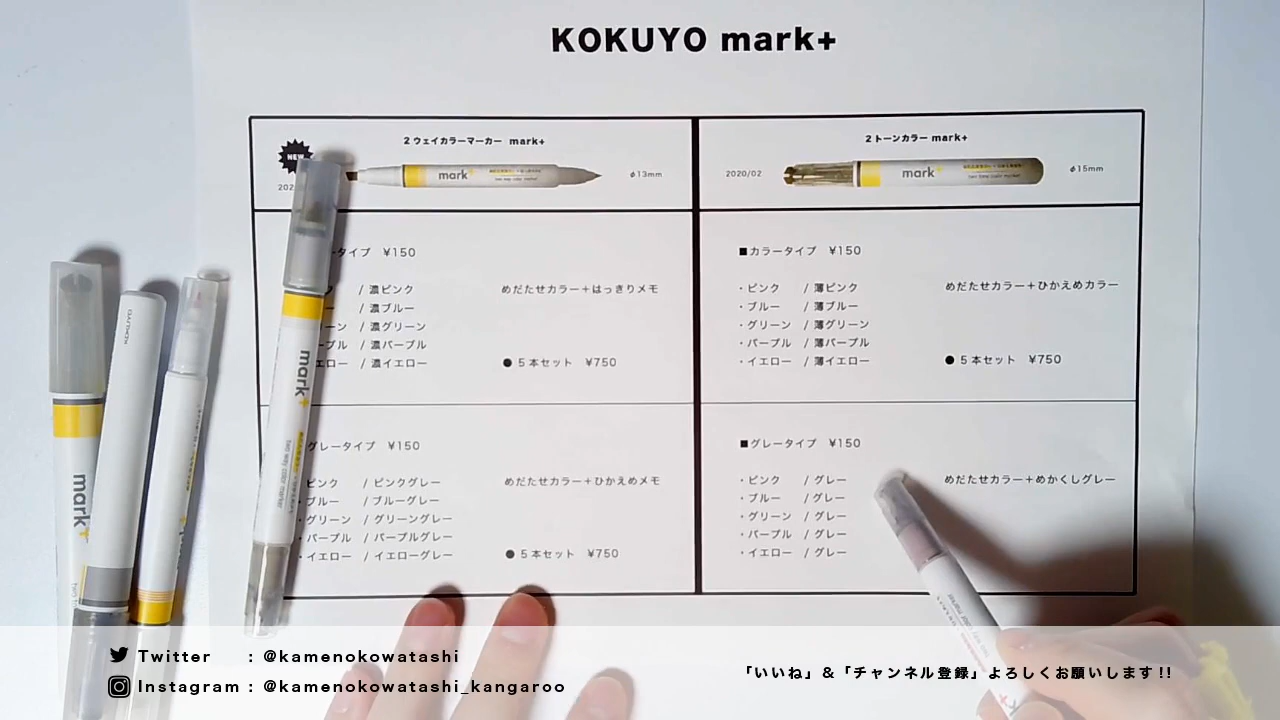 KOKUYO mark+
NEW
2ウェイカラーマーカー mark+
mark+
φ13mm
2トーンカラー mark+
2020/02
mark+
two tone color marker
φ15mm
タイプ ¥150
/ 濃ピンク
/ 濃ブルー
/ 濃グリーン
/ 濃パープル
/ 濃イエロー
めだたせカラー+はっきりメモ
● 5本セット ¥750
■カラータイプ ¥150
・ピンク / 薄ピンク
・ブルー / 薄ブルー
・グリーン / 薄グリーン
・パープル / 薄パープル
・イエロー / 薄イエロー
めだたせカラー+ひかえめカラー
● 5本セット ¥750
グレータイプ ¥150
・ピンク / ピンクグレー
・ブルー / ブルーグレー
・グリーン / グリーングレー
・パープル / パープルグレー
・イエロー / イエローグレー
めだたせカラー+ひかえめメモ
● 5本セット ¥750
■グレータイプ ¥150
・ピンク / グレー
・ブルー / グレー
・グリーン / グレー
・パープル / グレー
・イエロー / グレー
めだたせカラー+めかくしグレー
mark+
two way color marker
mark+
Twitter : @kamenokowatashi
Instagram : @kamenokowatashi_kangaroo
「いいね」&「チャンネル登録」よろしくお願いします!!